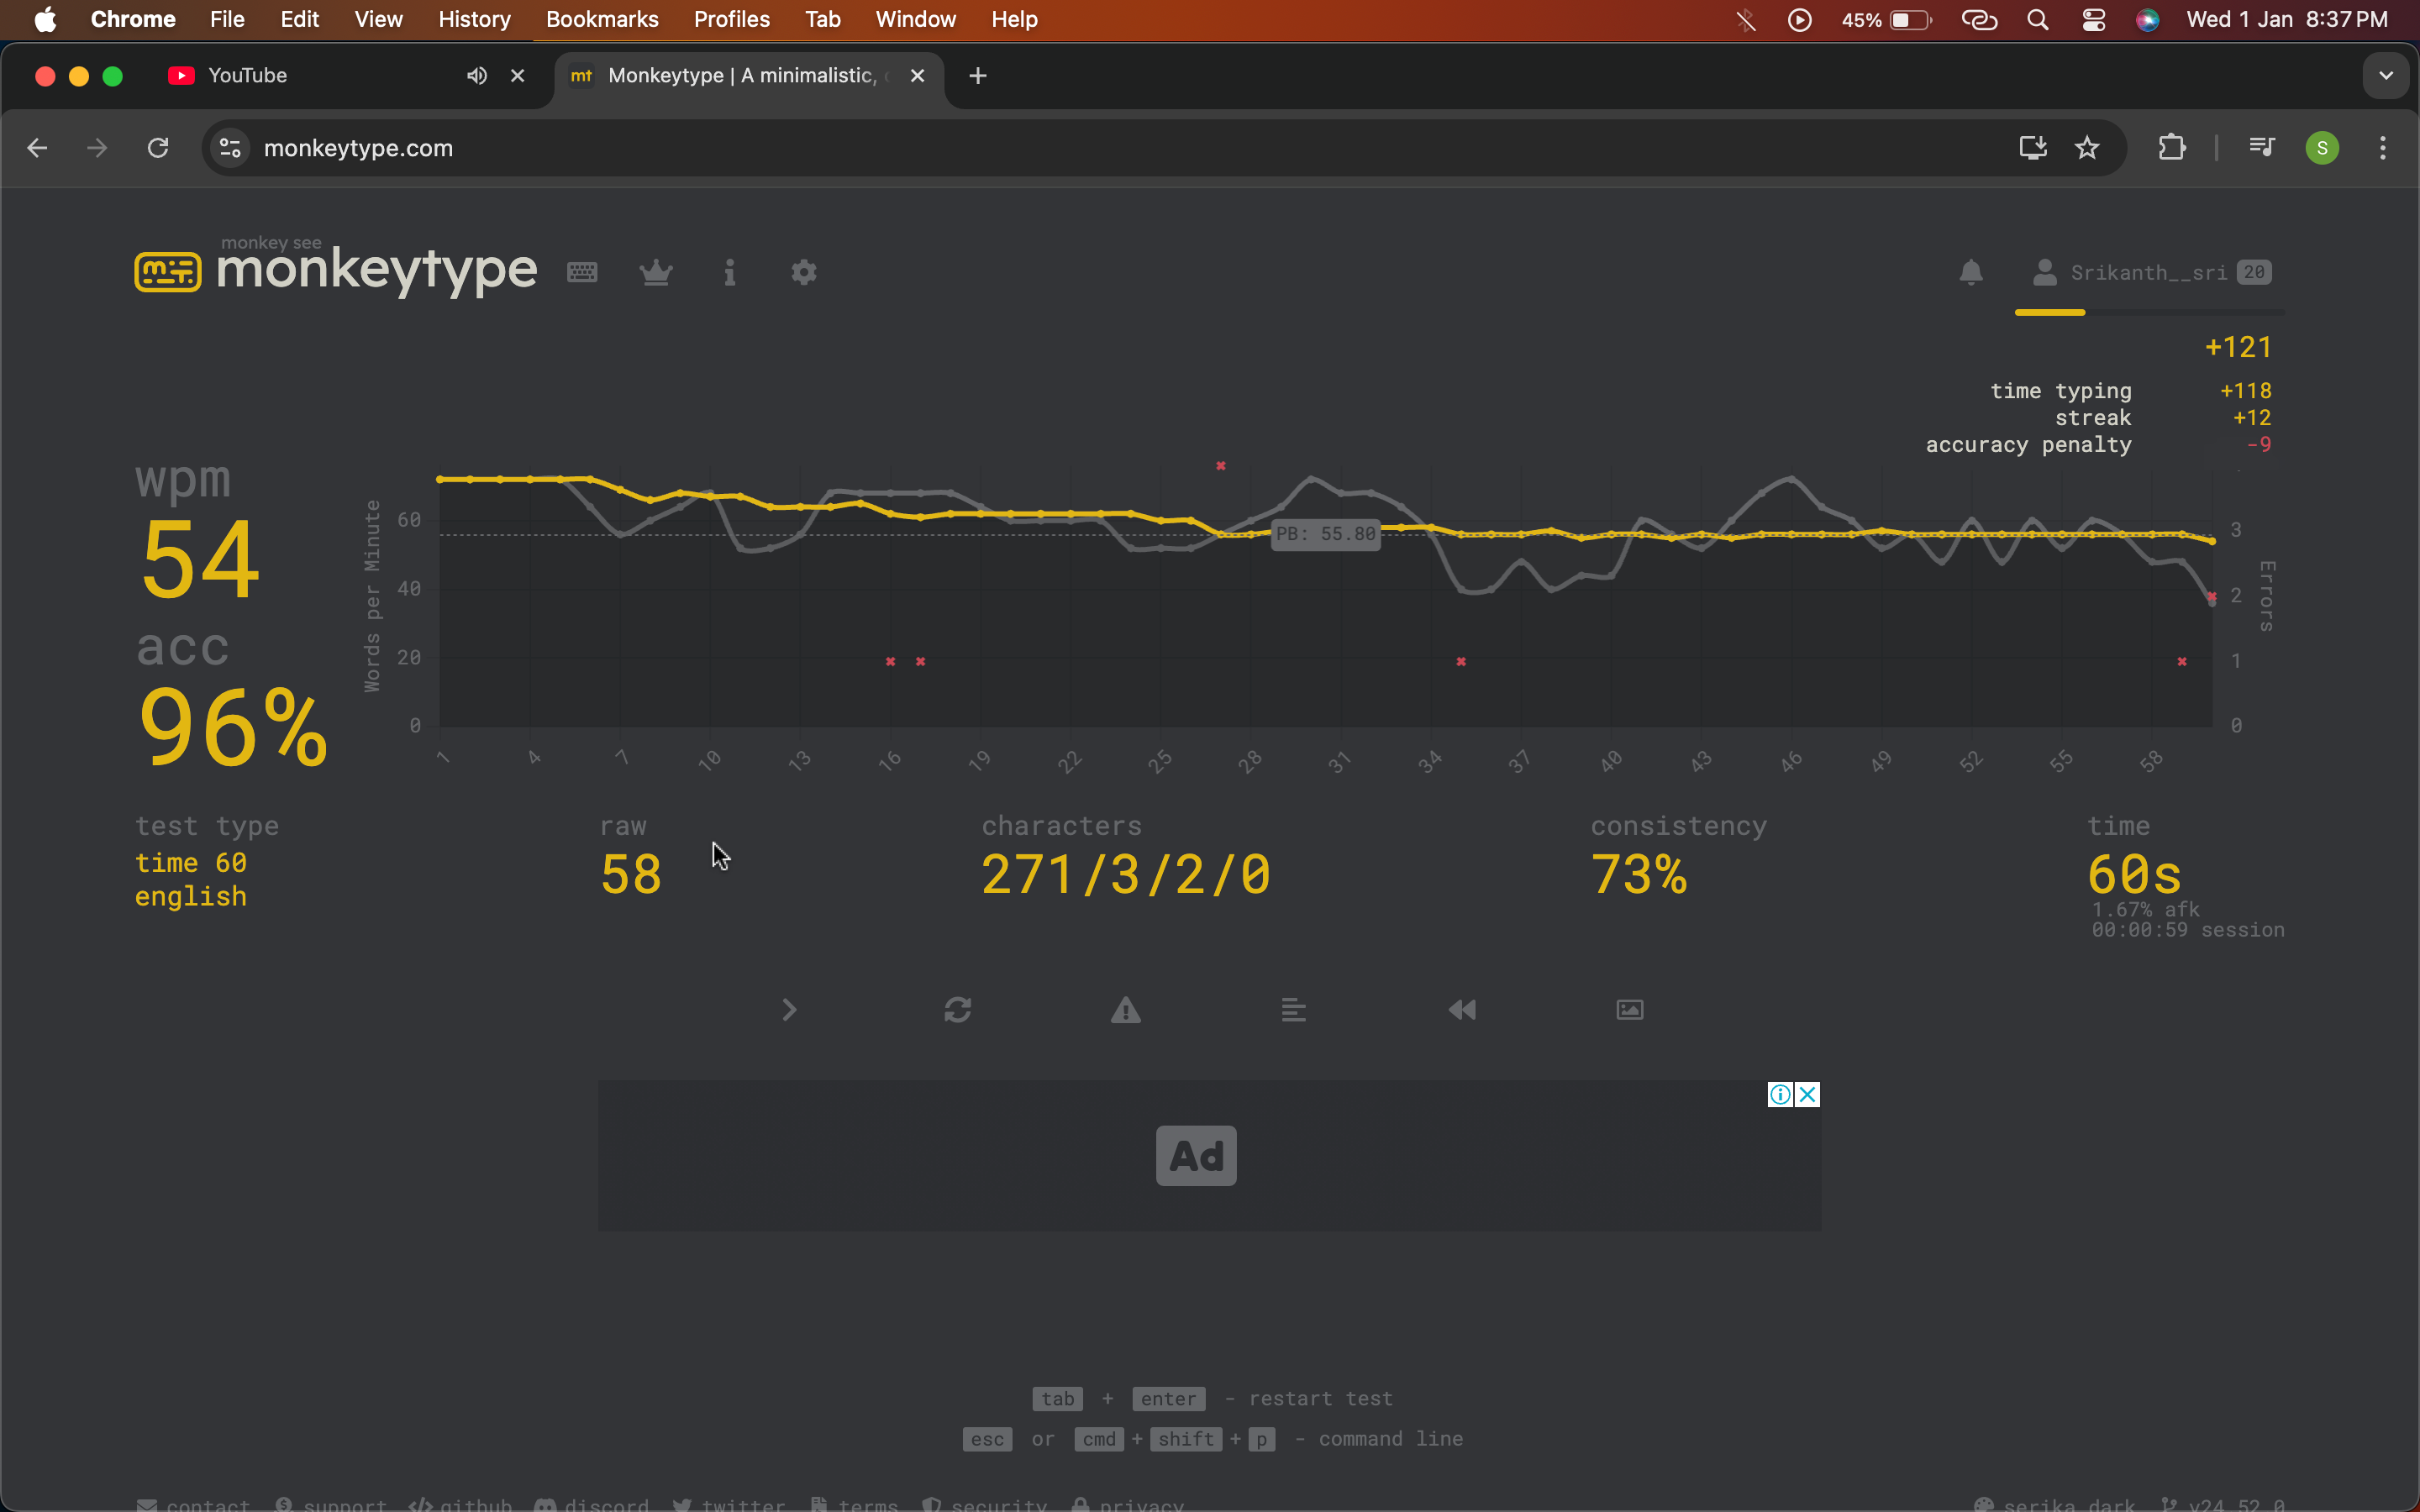 Chrome File Edit View History Bookmarks Profiles Tab Window Help 45% Wed 1 Jan 8:37 PM
YouTube mt Monkeytype | A minimalistic,
monkeytype.com S
monkey see
monkeytype Srikanth__sri 20
+121
time typing +118
streak +12
accuracy penalty -9
wpm
54
acc
96%
Words per Minute
60
40
20
0
PB: 55.80
3
2
1
0
Errors
1 4 7 10 13 16 19 22 25 28 31 34 37 40 43 46 49 52 55 58
test type
time 60
english
raw
58
characters
271/3/2/0
consistency
73%
time
60s
1.67% afk
00:00:59 session
Ad
tab + enter - restart test
esc or cmd + shift + p - command line
contact support github discord twitter terms security privacy serika dark v24.52.0